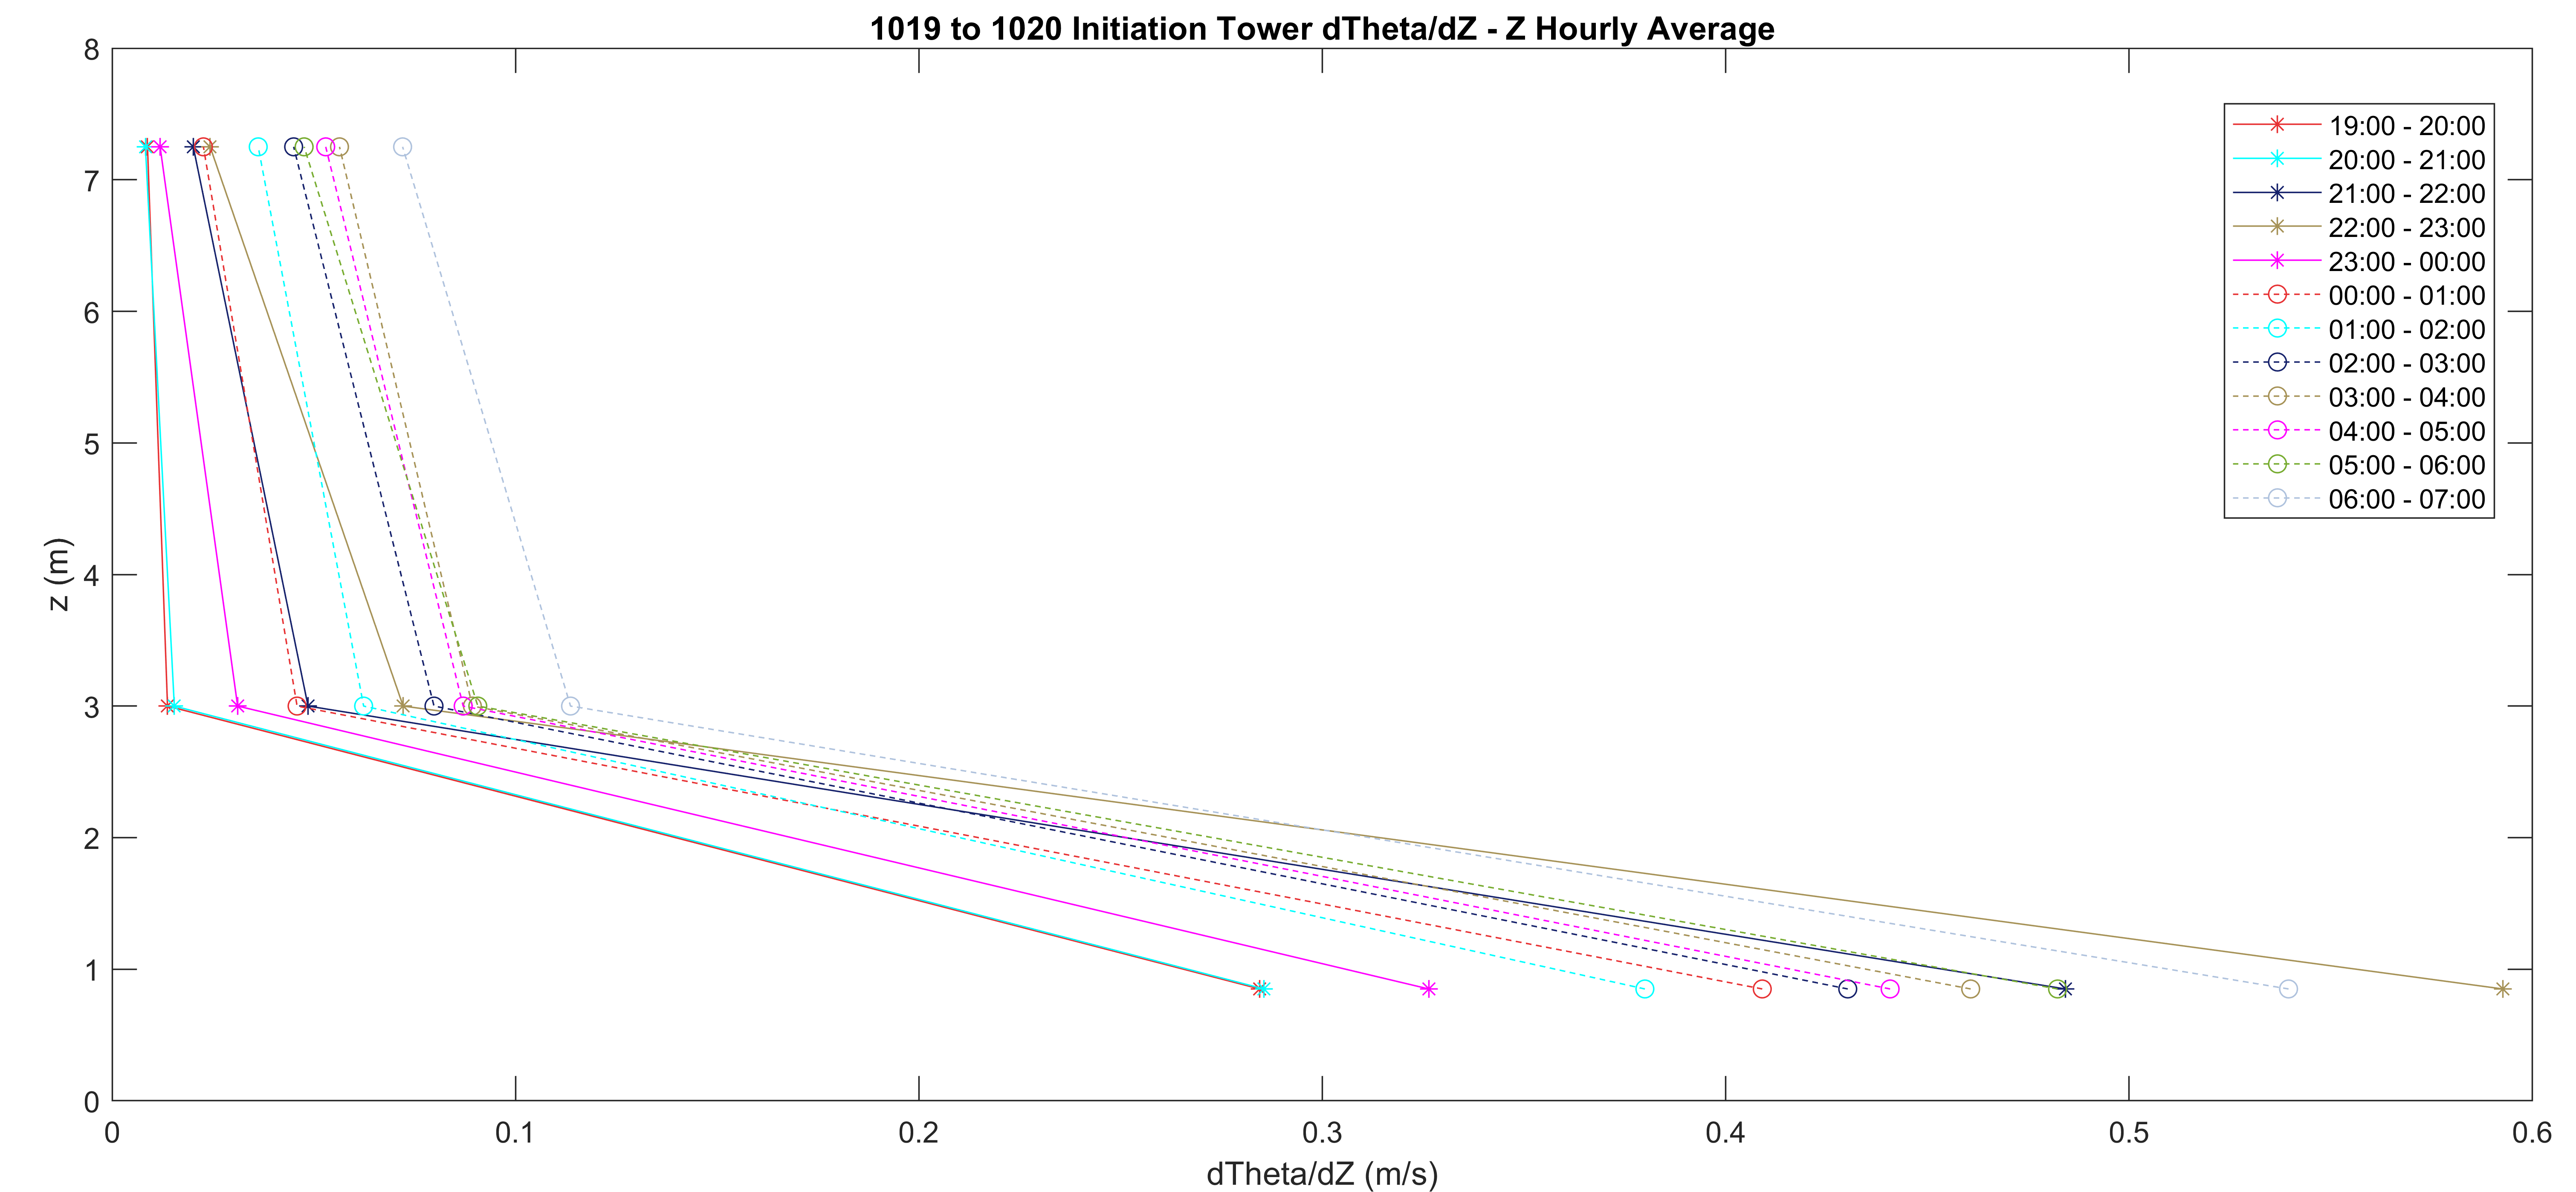 1019 to 1020 Initiation Tower dTheta/dZ - Z Hourly Average
8
7
6
5
4
3
2
1
0
z (m)
19:00 - 20:00
20:00 - 21:00
21:00 - 22:00
22:00 - 23:00
23:00 - 00:00
00:00 - 01:00
01:00 - 02:00
02:00 - 03:00
03:00 - 04:00
04:00 - 05:00
05:00 - 06:00
06:00 - 07:00
0 0.1 0.2 0.3 0.4 0.5 0.6
dTheta/dZ (m/s)